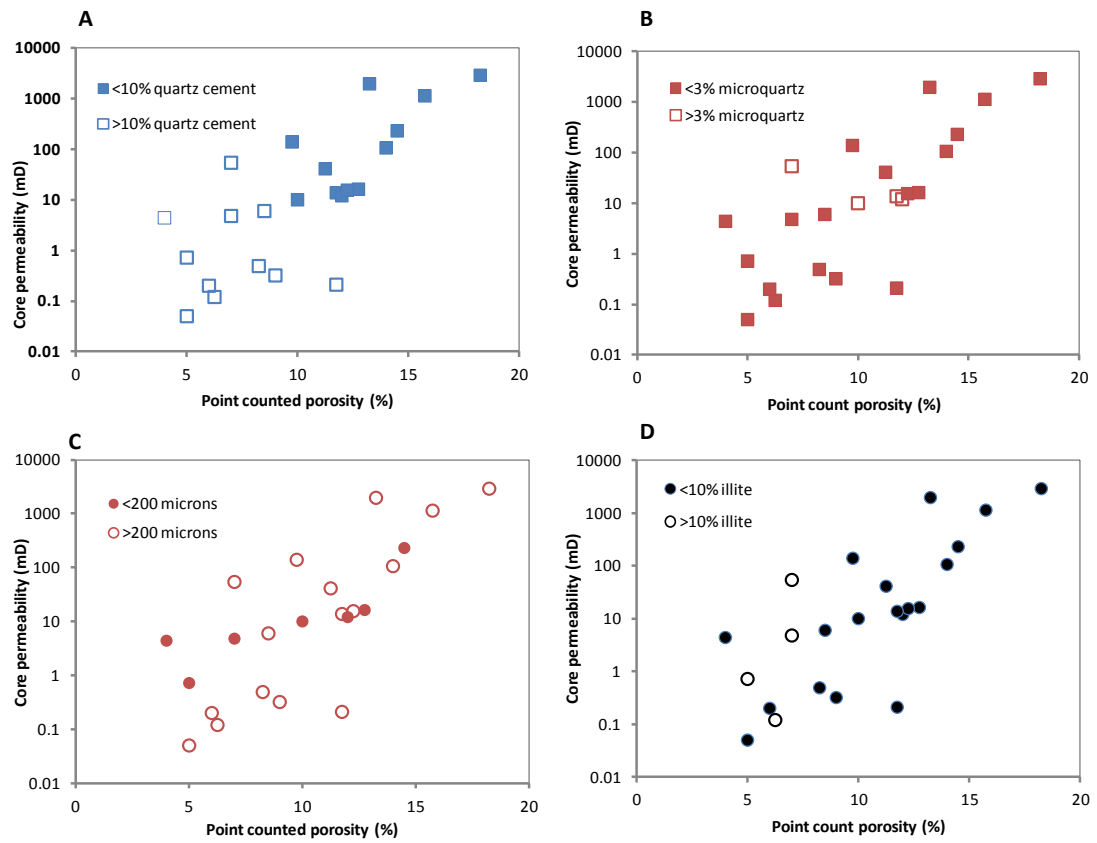 A
Core permeability (mD)
10000
1000
100
10
1
0.1
0.01
<10% quartz cement
>10% quartz cement
0
5
10
15
20
Point counted porosity (%)
B
Core permeability (mD)
10000
1000
100
10
1
0.1
0.01
<3% microquartz
>3% microquartz
0
5
10
15
20
Point count porosity (%)
C
Core permeability (mD)
10000
1000
100
10
1
0.1
0.01
<200 microns
>200 microns
0
5
10
15
20
Point counted porosity (%)
D
Core permeability (mD)
10000
1000
100
10
1
0.1
0.01
<10% illite
>10% illite
0
5
10
15
20
Point count porosity (%)